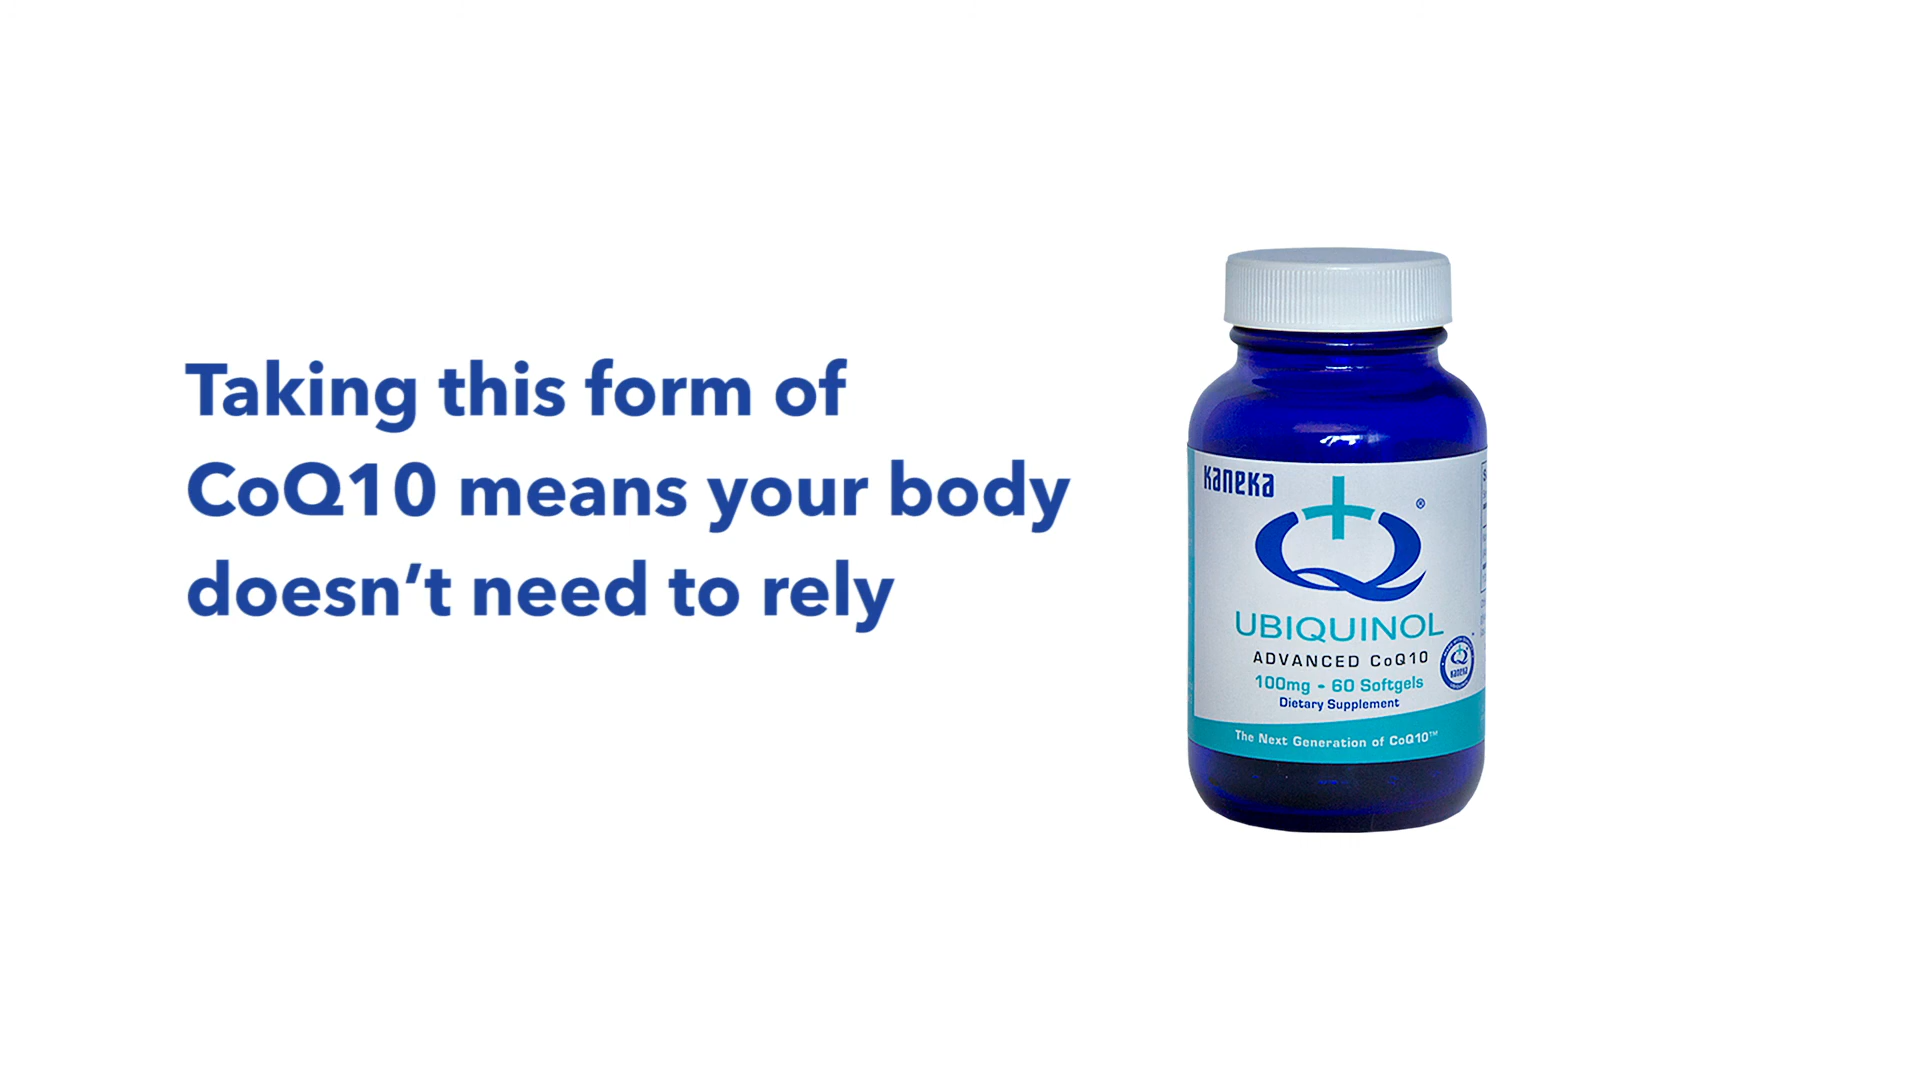 Taking this form of
CoQ10 means your body
doesn’t need to rely
Kaneka
Q
®
UBIQUINOL
ADVANCED CoQ10
100mg - 60 Softgels
Dietary Supplement
Q
Kaneka
The Next Generation of CoQ10™